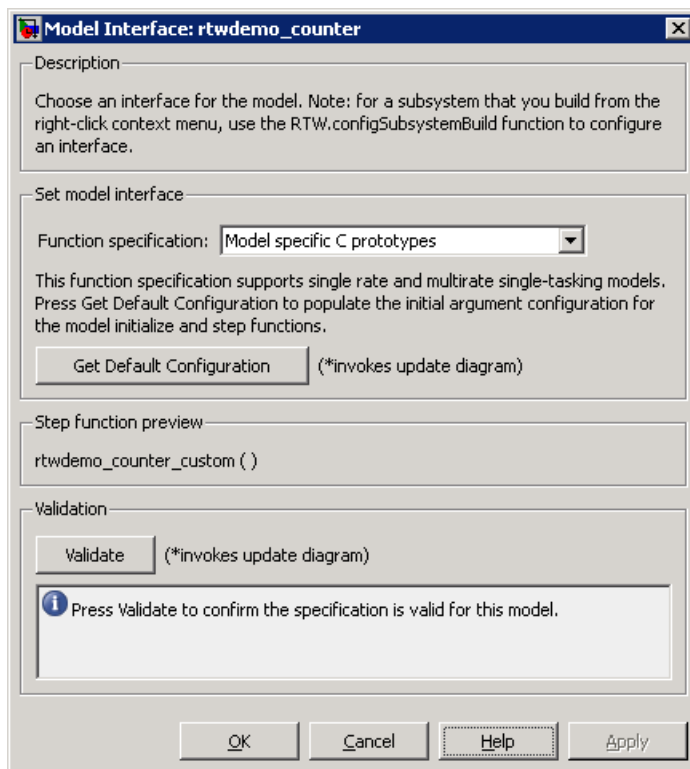 Model Interface: rtwdemo_counter
Description
Choose an interface for the model. Note: for a subsystem that you build from the
right-click context menu, use the RTW.configSubsystemBuild function to configure
an interface.
Set model interface
Function specification: Model specific C prototypes
This function specification supports single rate and multirate single-tasking models.
Press Get Default Configuration to populate the initial argument configuration for
the model initialize and step functions.
Get Default Configuration (*invokes update diagram)
Step function preview
rtwdemo_counter_custom ( )
Validation
Validate (*invokes update diagram)
Press Validate to confirm the specification is valid for this model.
OK Cancel Help Apply